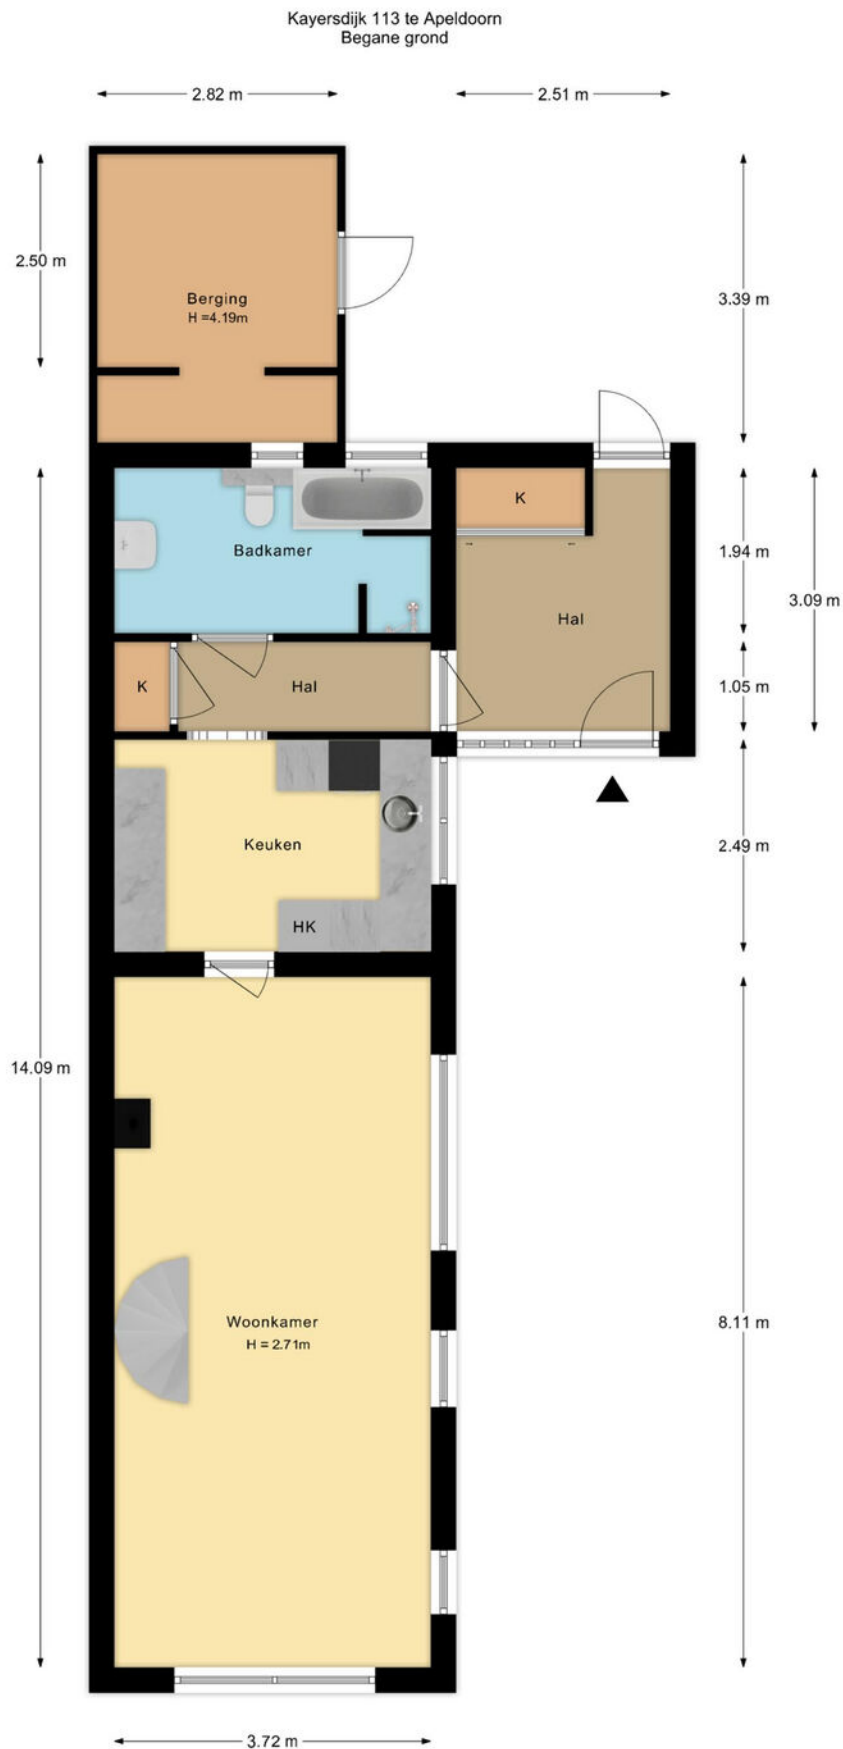 Kayersdijk 113 te Apeldoorn
Begane grond
2.82 m
2.51 m
2.50 m
Berging
H =4.19m
3.39 m
K
Badkamer
1.94 m
3.09 m
Hal
K
Hal
1.05 m
Keuken
2.49 m
HK
14.09 m
Woonkamer
H = 2.71m
8.11 m
3.72 m